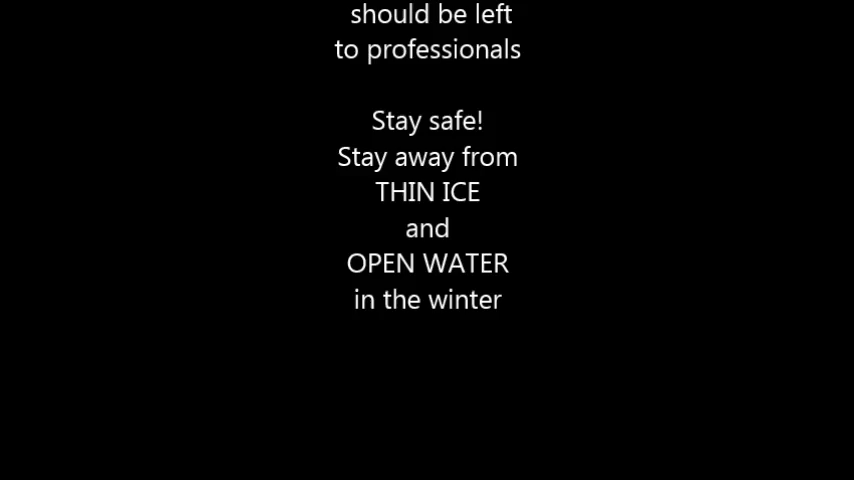 should be left
to professionals
Stay safe!
Stay away from
THIN ICE
and
OPEN WATER
in the winter